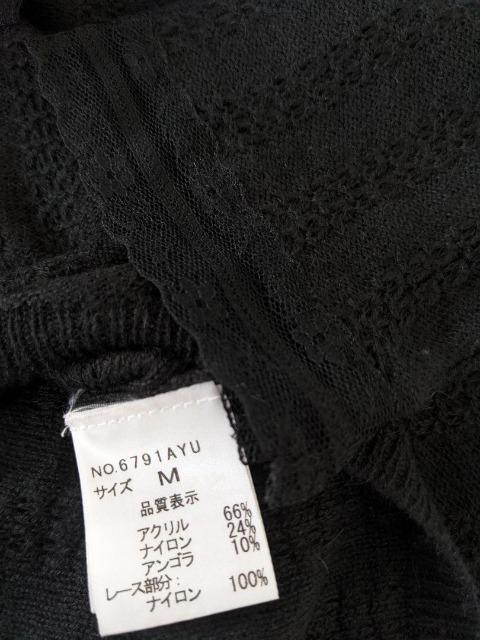 NO.6791AYU
サイズ M
品質表示
アクリル 66%
ナイロン 24%
アンゴラ 10%
レース部分:
ナイロン 100%